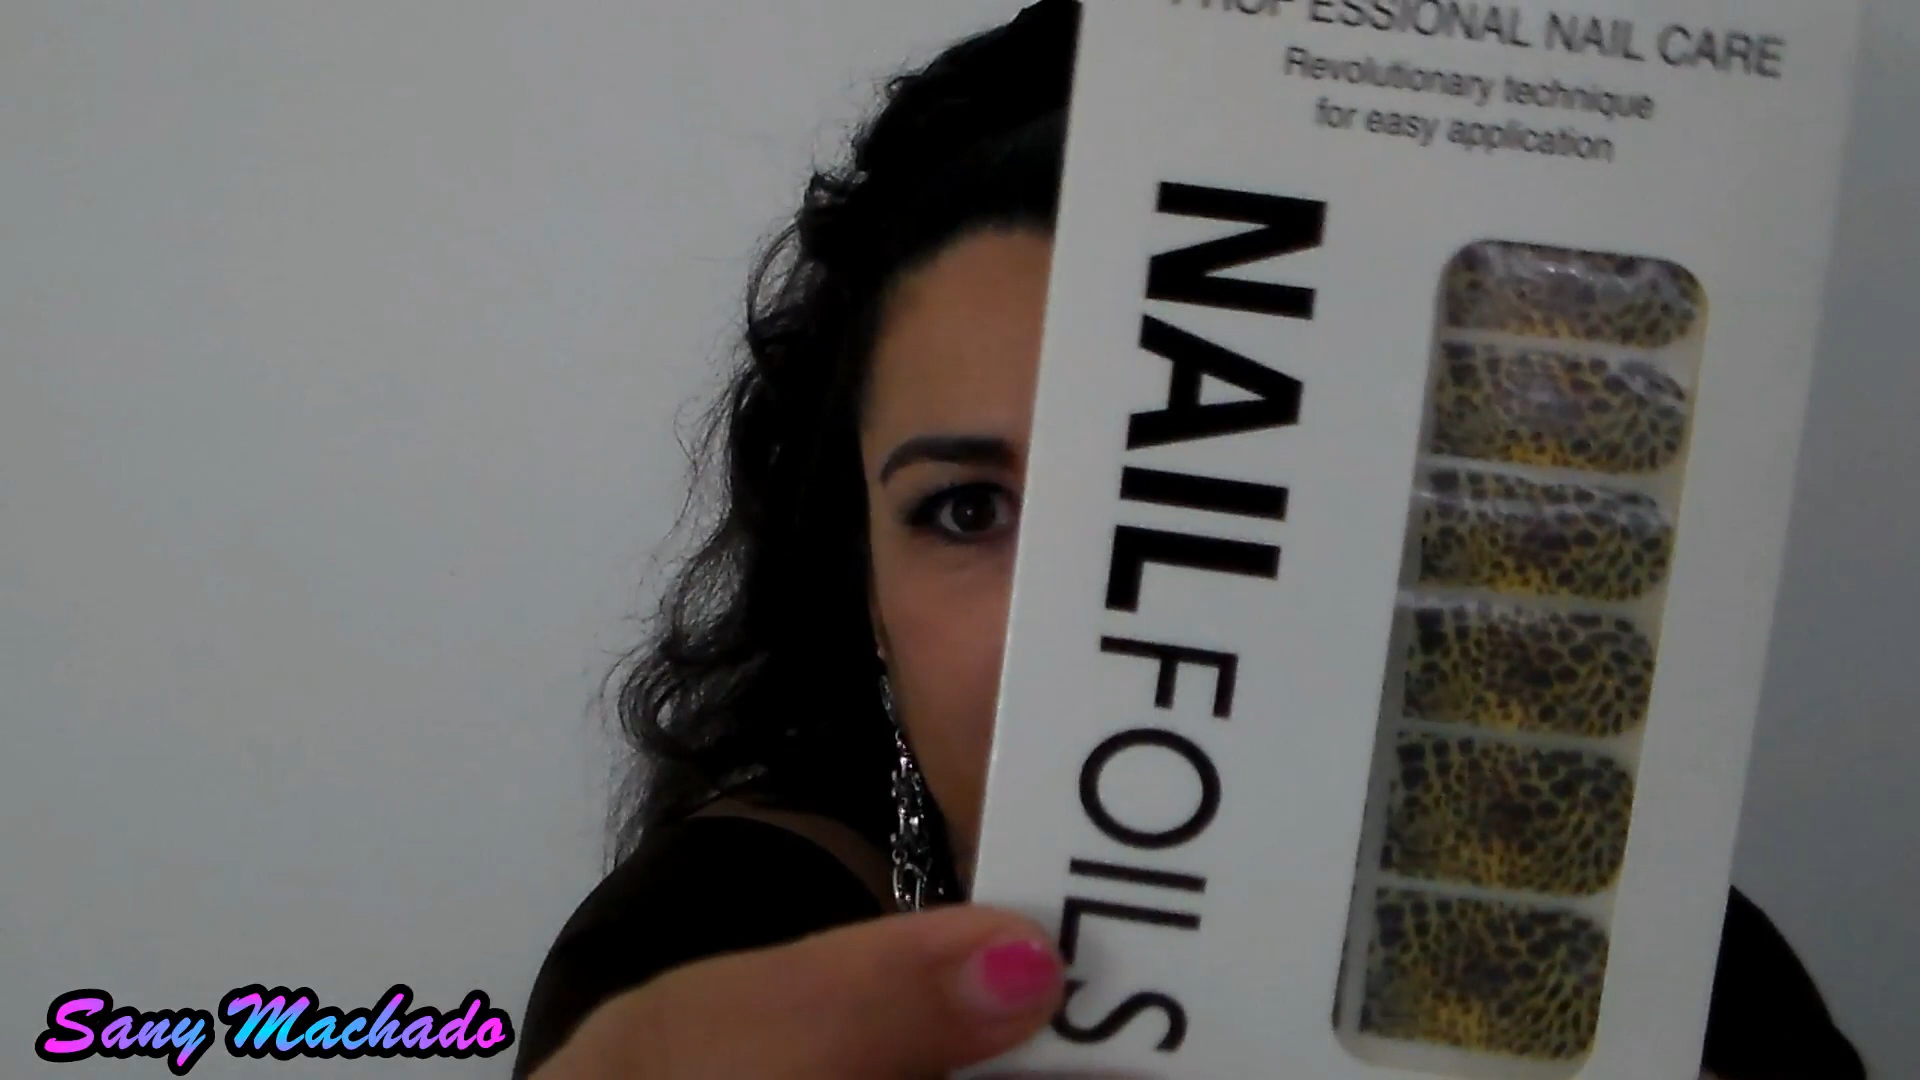 PROFESSIONAL NAIL CARE
Revolutionary technique
for easy application
NAILFOILS
Sany Machado